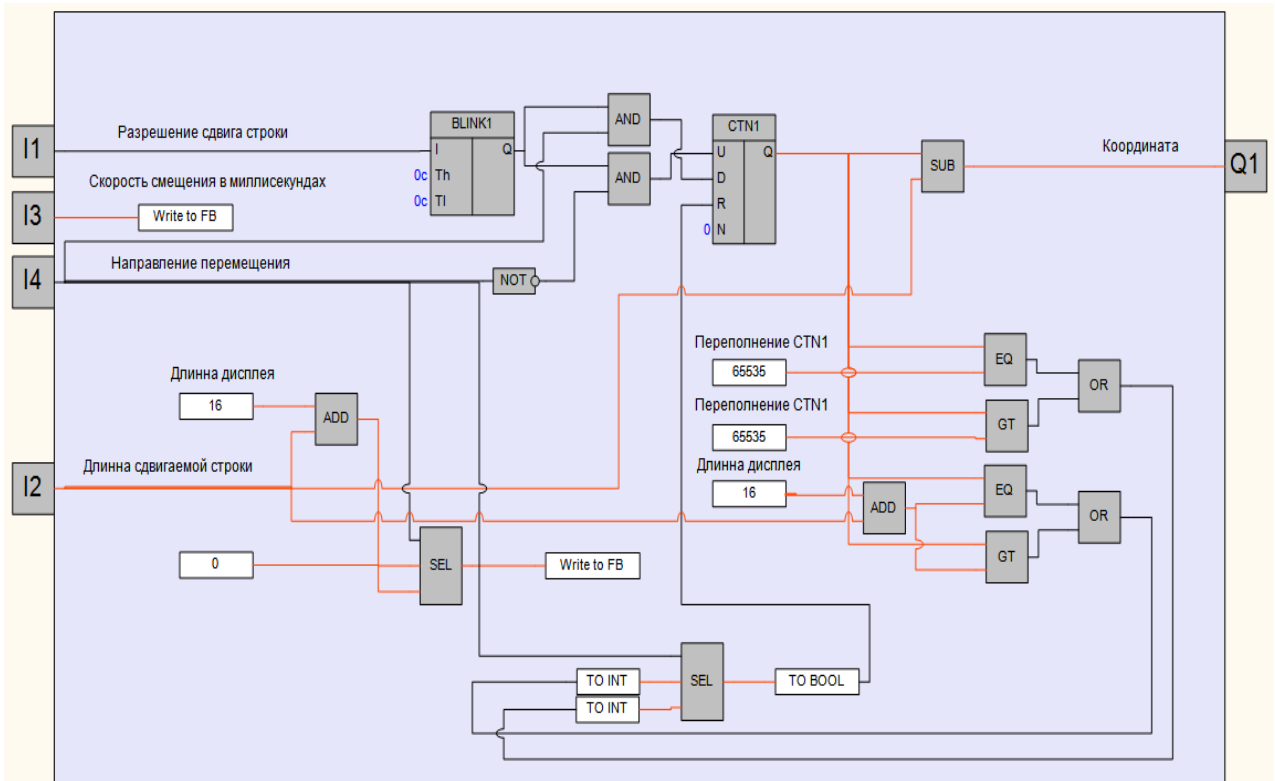 BLINK1
AND
CTN1
I1
Разрешение сдвига строки
I Q
0c Th
0c Tl
AND
U Q
D
R
0 N
SUB
Координата
Q1
Скорость смещения в миллисекундах
I3
Write to FB
Направление перемещения
I4
NOT
Переполнение CTN1
65535
EQ
OR
Длинна дисплея
16
ADD
Переполнение CTN1
65535
GT
Длинна сдвигаемой строки
I2
Длинна дисплея
16
ADD
EQ
OR
GT
0
SEL
Write to FB
TO INT
SEL
TO BOOL
TO INT